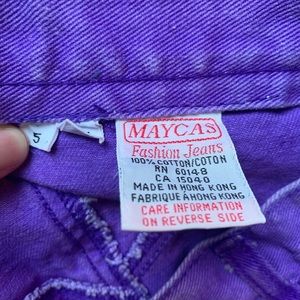 5
MAYCAS
Fashion Jeans
100% COTTON/COTON
RN 60148
CA 15040
MADE IN HONG KONG
FABRIQUE À HONG KONG
CARE INFORMATION
ON REVERSE SIDE